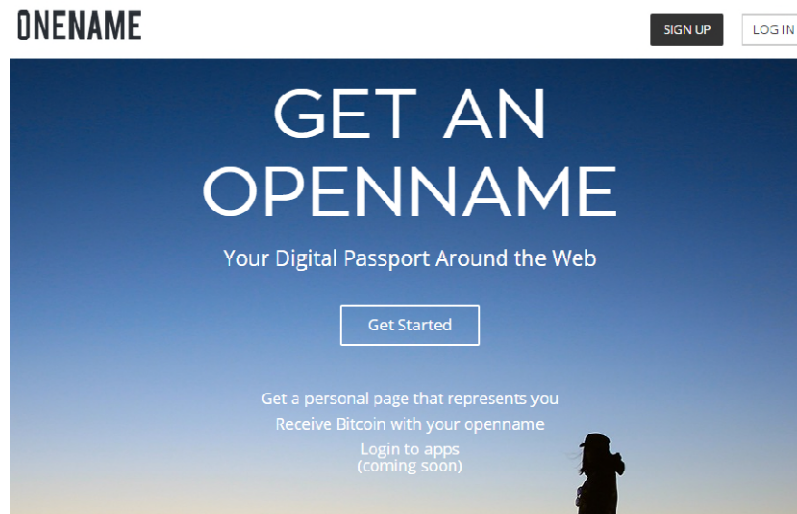 ONENAME
SIGN UP
LOG IN
GET AN
OPENNAME
Your Digital Passport Around the Web
Get Started
Get a personal page that represents you
Receive Bitcoin with your openname
Login to apps
(coming soon)